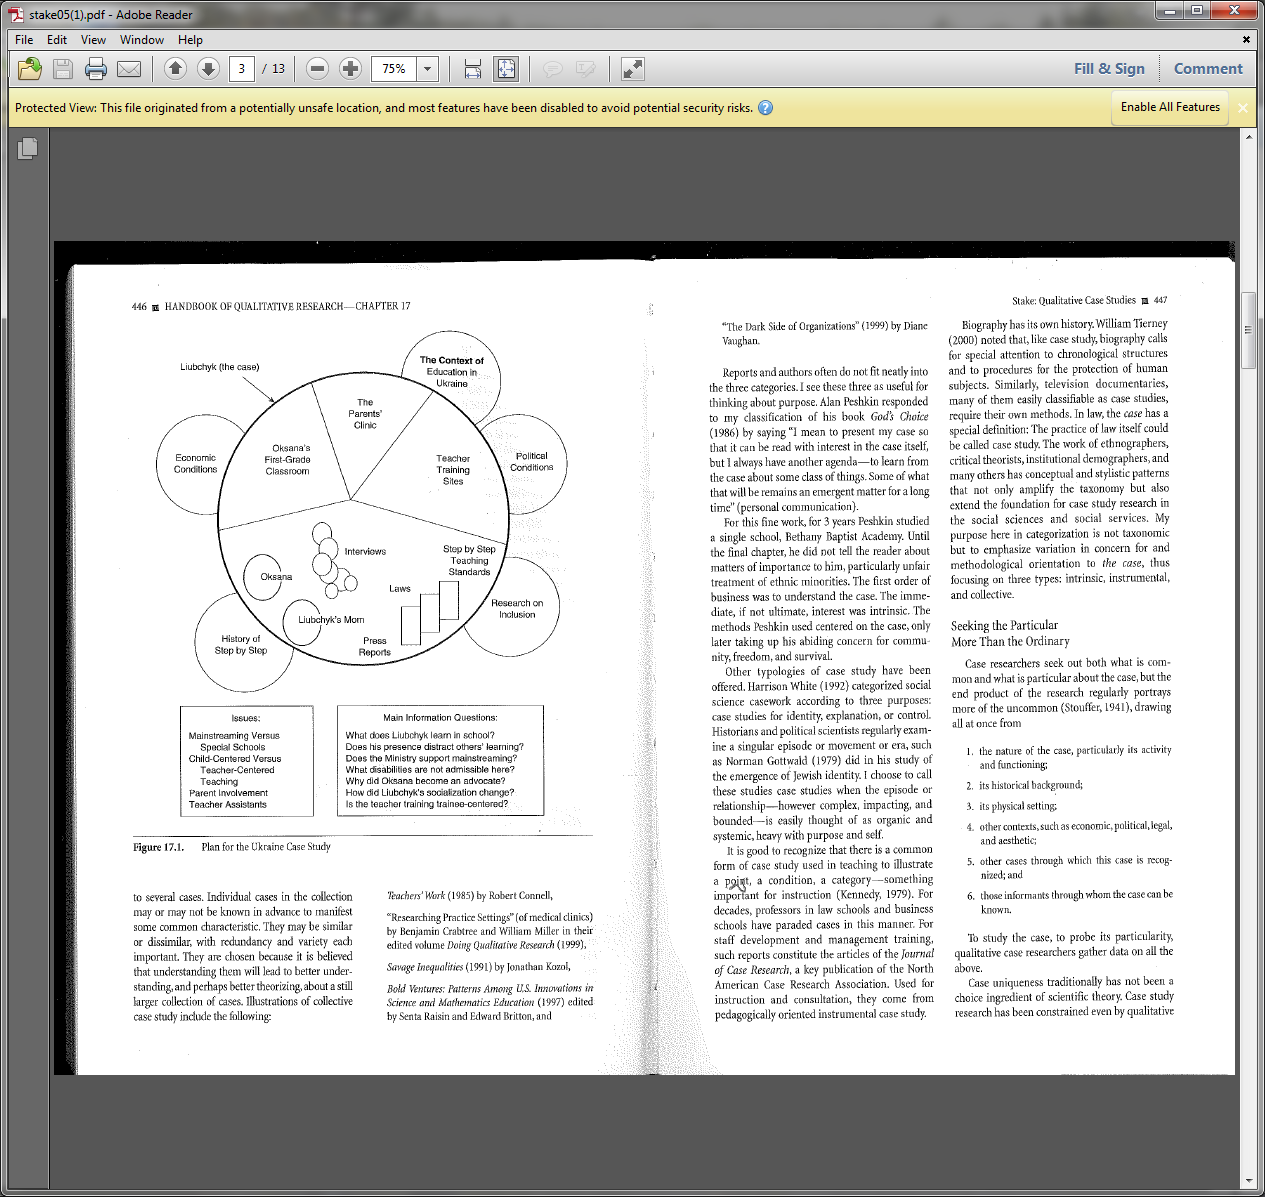 stake05(1).pdf - Adobe Reader
File Edit View Window Help
3 / 13 75% Fill & Sign Comment
Protected View: This file originated from a potentially unsafe location, and most features have been disabled to avoid potential security risks. Enable All Features
446 HANDBOOK OF QUALITATIVE RESEARCH—CHAPTER 17
Liubchyk (the case)
The Context of
Education in
Ukraine
The
Parents'
Clinic
Economic
Conditions
Oksana's
First-Grade
Classroom
Teacher
Training
Sites
Political
Conditions
Interviews
Step by Step
Teaching
Standards
Oksana
Laws
Liubchyk's Mom
Research on
Inclusion
History of
Step by Step
Press
Reports
Issues:
Mainstreaming Versus
Special Schools
Child-Centered Versus
Teacher-Centered
Teaching
Parent Involvement
Teacher Assistants
Main Information Questions:
What does Liubchyk learn in school?
Does his presence distract others' learning?
Does the Ministry support mainstreaming?
What disabilities are not admissible here?
Why did Oksana become an advocate?
How did Liubchyk's socialization change?
Is the teacher training trainee-centered?
Figure 17.1. Plan for the Ukraine Case Study
to several cases. Individual cases in the collection
may or may not be known in advance to manifest
some common characteristic. They may be similar
or dissimilar, with redundancy and variety each
important. They are chosen because it is believed
that understanding them will lead to better under-
standing, and perhaps better theorizing, about a still
larger collection of cases. Illustrations of collective
case study include the following:
Teachers' Work (1985) by Robert Connell,
"Researching Practice Settings" (of medical clinics)
by Benjamin Crabtree and William Miller in their
edited volume Doing Qualitative Research (1999),
Savage Inequalities (1991) by Jonathan Kozol,
Bold Ventures: Patterns Among U.S. Innovations in
Science and Mathematics Education (1997) edited
by Senta Raisin and Edward Britton, and
Stake: Qualitative Case Studies 447
"The Dark Side of Organizations" (1999) by Diane
Vaughan.
Reports and authors often do not fit neatly into
the three categories. I see these three as useful for
thinking about purpose. Alan Peshkin responded
to my classification of his book God's Choice
(1986) by saying "I mean to present my case so
that it can be read with interest in the case itself,
but I always have another agenda—to learn from
the case about some class of things. Some of what
that will be remains an emergent matter for a long
time" (personal communication).
For this fine work, for 3 years Peshkin studied
a single school, Bethany Baptist Academy. Until
the final chapter, he did not tell the reader about
matters of importance to him, particularly unfair
treatment of ethnic minorities. The first order of
business was to understand the case. The imme-
diate, if not ultimate, interest was intrinsic. The
methods Peshkin used centered on the case, only
later taking up his abiding concern for commu-
nity, freedom, and survival.
Other typologies of case study have been
offered. Harrison White (1992) categorized social
science casework according to three purposes:
case studies for identity, explanation, or control.
Historians and political scientists regularly exam-
ine a singular episode or movement or era, such
as Norman Gottwald (1979) did in his study of
the emergence of Jewish identity. I choose to call
these studies case studies when the episode or
relationship—however complex, impacting, and
bounded—is easily thought of as organic and
systemic, heavy with purpose and self.
It is good to recognize that there is a common
form of case study used in teaching to illustrate
a point, a condition, a category—something
important for instruction (Kennedy, 1979). For
decades, professors in law schools and business
schools have paraded cases in this manner. For
staff development and management training,
such reports constitute the articles of the Journal
of Case Research, a key publication of the North
American Case Research Association. Used for
instruction and consultation, they come from
pedagogically oriented instrumental case study.
Biography has its own history. William Tierney
(2000) noted that, like case study, biography calls
for special attention to chronological structures
and to procedures for the protection of human
subjects. Similarly, television documentaries,
many of them easily classifiable as case studies,
require their own methods. In law, the case has a
special definition: The practice of law itself could
be called case study. The work of ethnographers,
critical theorists, institutional demographers, and
many others has conceptual and stylistic patterns
that not only amplify the taxonomy but also
extend the foundation for case study research in
the social sciences and social services. My
purpose here in categorization is not taxonomic
but to emphasize variation in concern for and
methodological orientation to the case, thus
focusing on three types: intrinsic, instrumental,
and collective.
Seeking the Particular
More Than the Ordinary
Case researchers seek out both what is com-
mon and what is particular about the case, but the
end product of the research regularly portrays
more of the uncommon (Stouffer, 1941), drawing
all at once from
1. the nature of the case, particularly its activity
and functioning;
2. its historical background;
3. its physical setting;
4. other contexts, such as economic, political, legal,
and aesthetic;
5. other cases through which this case is recog-
nized; and
6. those informants through whom the case can be
known.
To study the case, to probe its particularity,
qualitative case researchers gather data on all the
above.
Case uniqueness traditionally has not been a
choice ingredient of scientific theory. Case study
research has been constrained even by qualitative